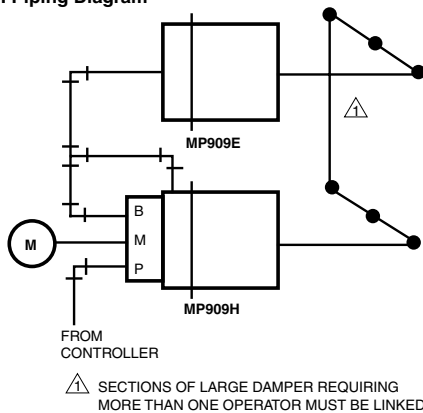 Piping Diagram
MP909E
1
B
M
M
P
MP909H
FROM
CONTROLLER
1 SECTIONS OF LARGE DAMPER REQUIRING
MORE THAN ONE OPERATOR MUST BE LINKED